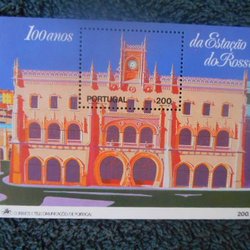 100 anos
da Estação
do Ross
PORTUGAL 200
CORREIOS E TELECOMUNICAÇÕES DE PORTUGAL
200.